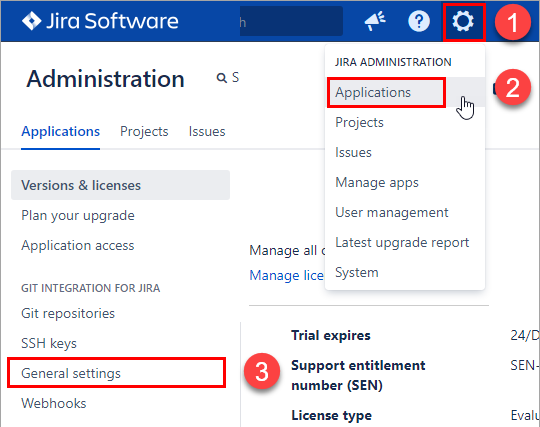 Jira Software
h
?
1
JIRA ADMINISTRATION
Administration
S
Applications
2
Projects
Applications
Projects
Issues
Issues
Versions & licenses
Manage apps
Plan your upgrade
User management
Application access
Manage all
Latest upgrade report
Manage lice
System
GIT INTEGRATION FOR JIRA
Git repositories
Trial expires
24/D
SSH keys
Support entitlement
number (SEN)
SEN-
General settings
3
Webhooks
License type
Evalu